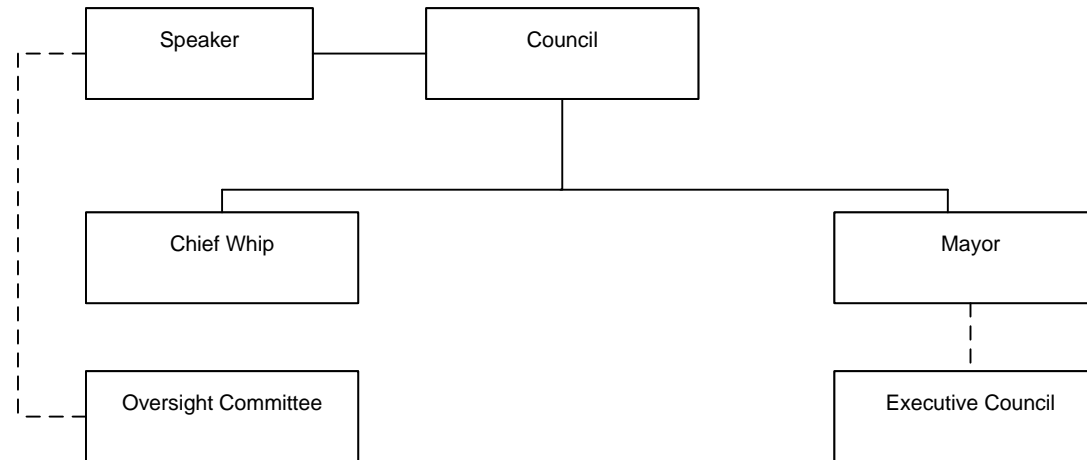 Speaker
Council
Chief Whip
Mayor
Oversight Committee
Executive Council